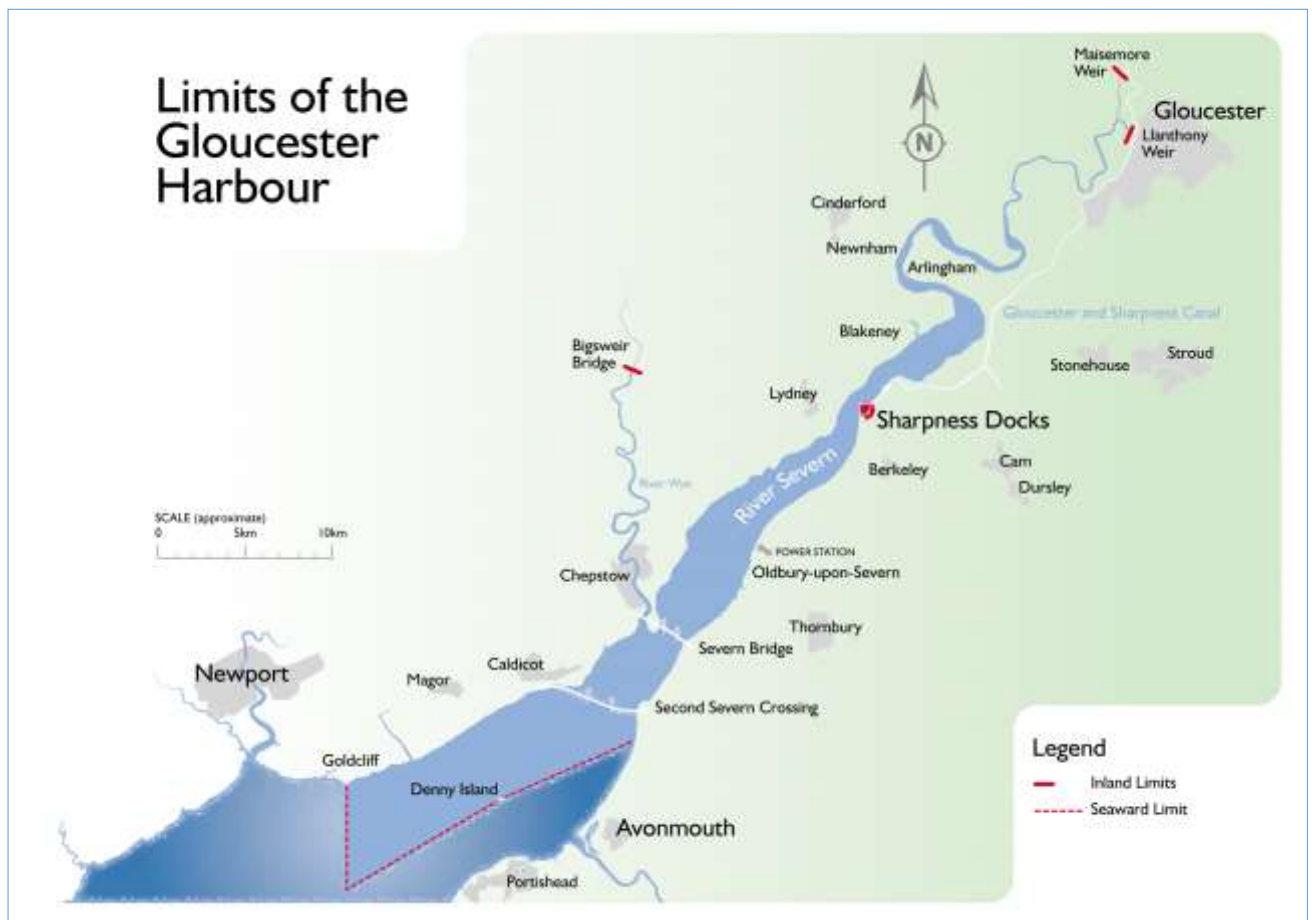 Limits of the
Gloucester
Harbour
N
Maisemore
Weir
Gloucester
Llanthony
Weir
Cinderford
Newnham
Arlingham
Gloucester and Sharpness Canal
Blakeney
Bigsweir
Bridge
Stonehouse
Stroud
Lydney
Sharpness Docks
Berkeley
Cam
Dursley
River Severn
River Wye
SCALE (approximate)
0 5km 10km
POWER STATION
Oldbury-upon-Severn
Chepstow
Thornbury
Severn Bridge
Newport
Magor
Caldicot
Second Severn Crossing
Goldcliff
Denny Island
Avonmouth
Portishead
Legend
Inland Limits
Seaward Limit